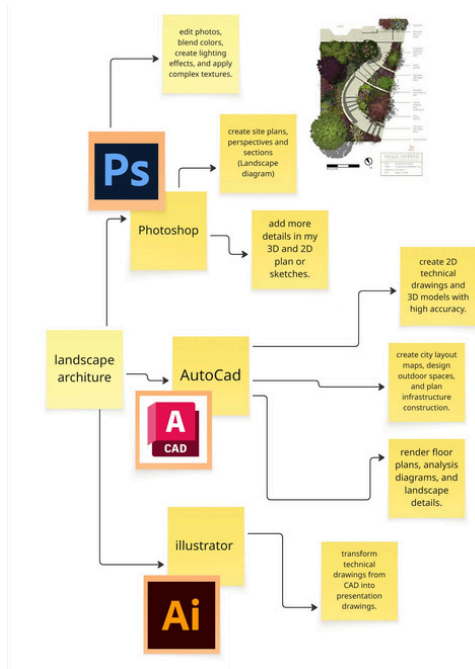 edit photos,
blend colors,
create lighting
effects, and apply
complex textures.
create site plans,
perspectives and
sections
(Landscape
diagram)
Ps
Photoshop
add more
details in my
3D and 2D
plan or
sketches.
create 2D
technical
drawings and
3D models with
high accuracy.
landscape
architure
AutoCad
create city layout
maps, design
outdoor spaces,
and plan
infrastructure
construction.
A
CAD
render floor
plans, analysis
diagrams, and
landscape
details.
illustrator
transform
technical
drawings from
CAD into
presentation
drawings.
Ai